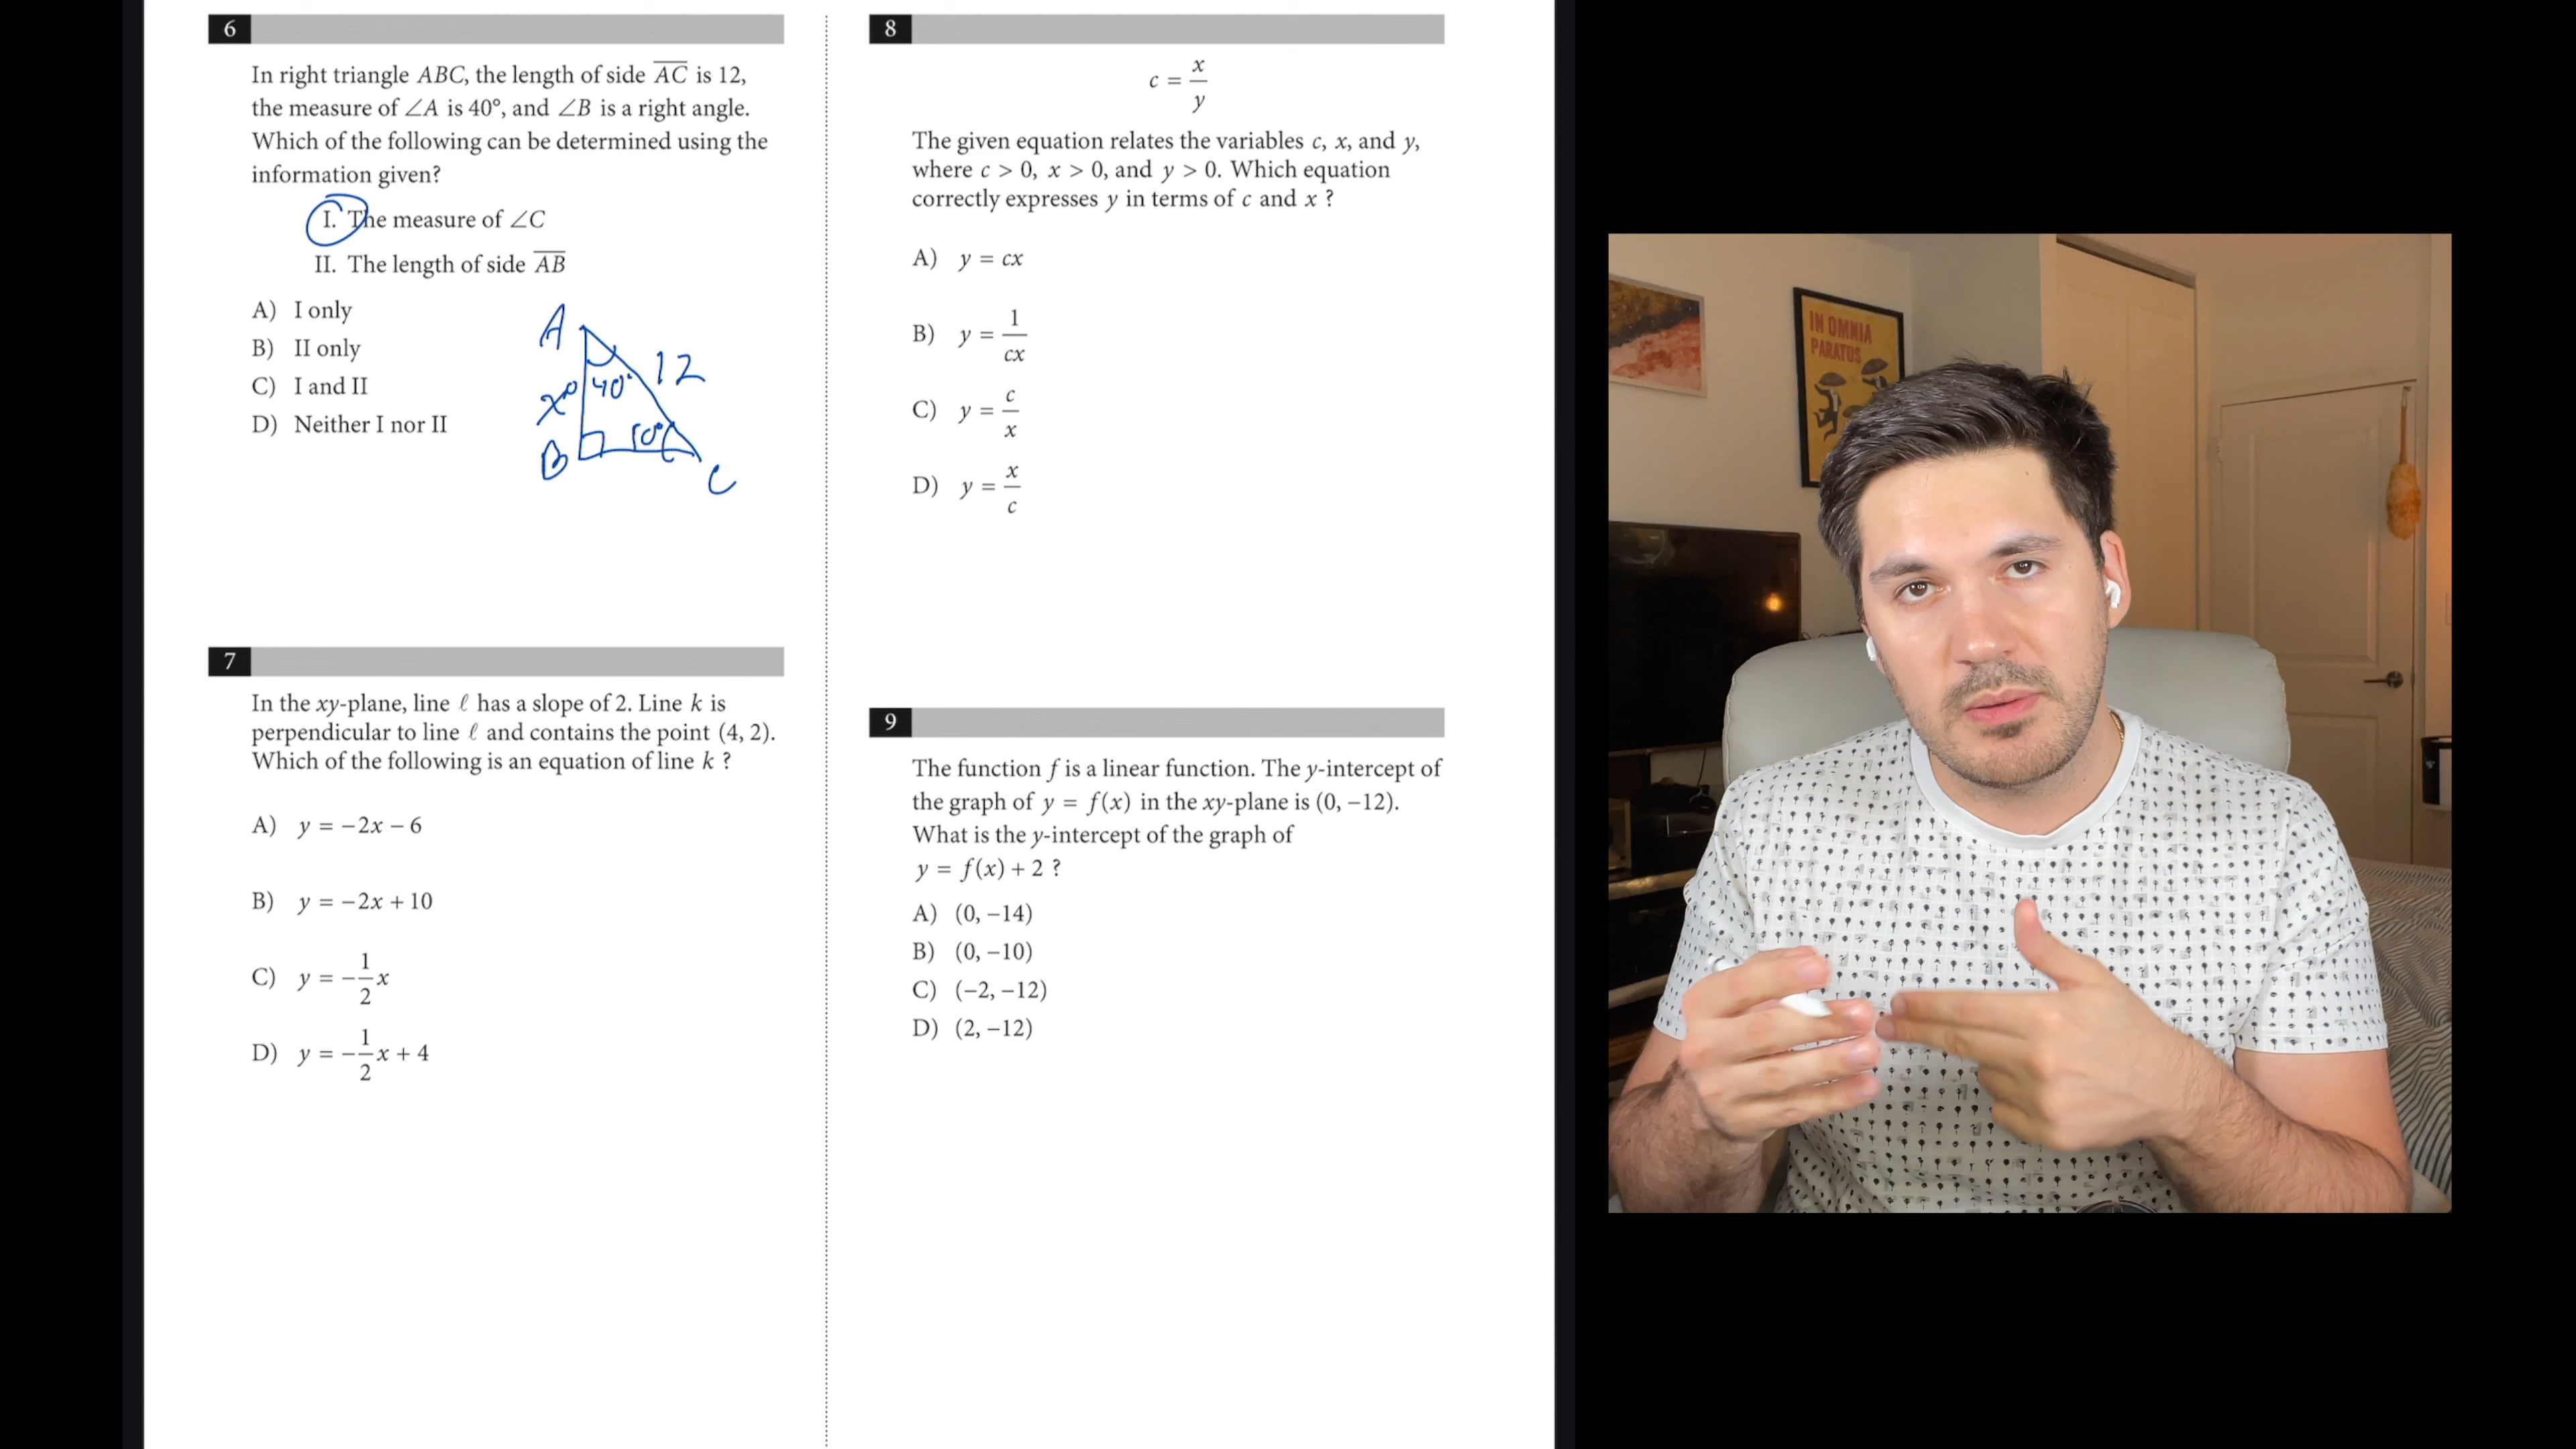 6
In right triangle ABC, the length of side AC is 12,
the measure of ∠A is 40°, and ∠B is a right angle.
Which of the following can be determined using the
information given?
I. The measure of ∠C
II. The length of side AB
A) I only
B) II only
C) I and II
D) Neither I nor II
A
12
x° 40°
B
C
7
In the xy-plane, line ℓ has a slope of 2. Line k is
perpendicular to line ℓ and contains the point (4, 2).
Which of the following is an equation of line k ?
A) y = −2x − 6
B) y = −2x + 10
C) y = −1/2 x
D) y = −1/2 x + 4
8
c = x/y
The given equation relates the variables c, x, and y,
where c > 0, x > 0, and y > 0. Which equation
correctly expresses y in terms of c and x ?
A) y = cx
B) y = 1/cx
C) y = c/x
D) y = x/c
9
The function f is a linear function. The y-intercept of
the graph of y = f(x) in the xy-plane is (0, −12).
What is the y-intercept of the graph of
y = f(x) + 2 ?
A) (0, −14)
B) (0, −10)
C) (−2, −12)
D) (2, −12)
IN OMNIA
PARATUS